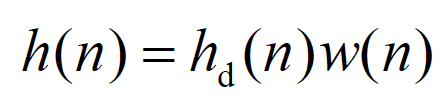 h(n) = h_d(n)w(n)